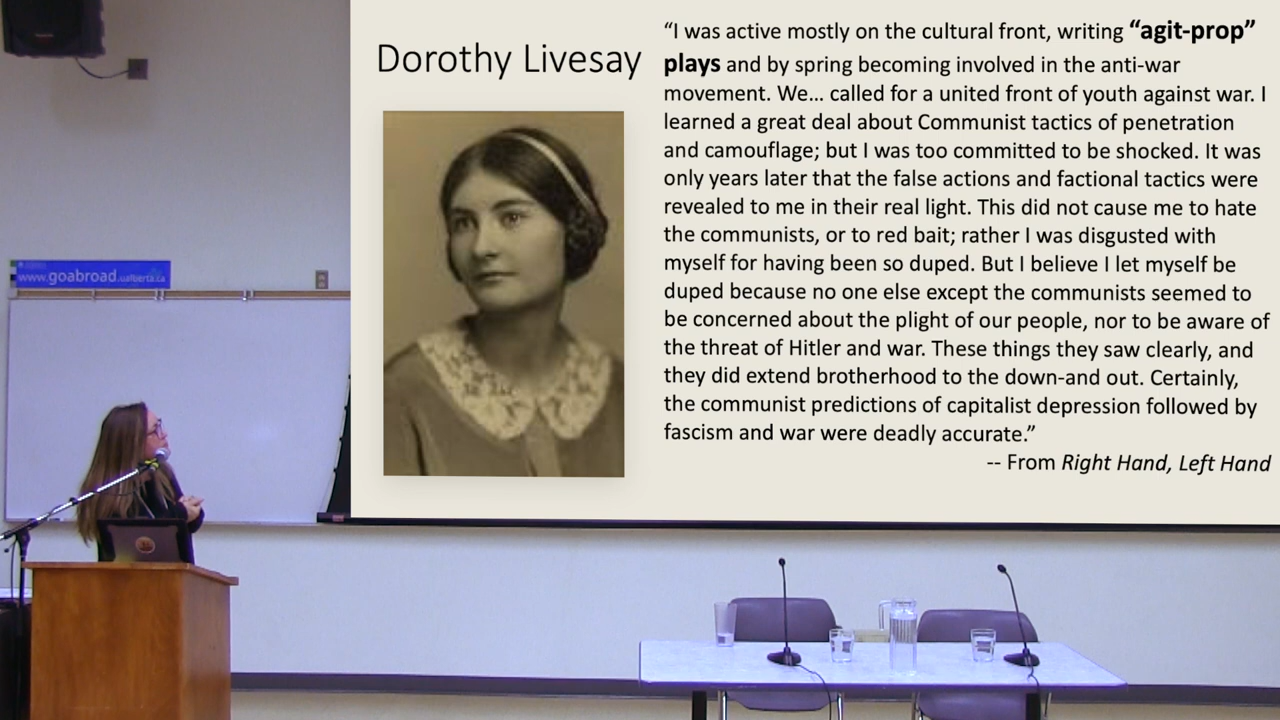 Dorothy Livesay
“I was active mostly on the cultural front, writing “agit-prop”
plays and by spring becoming involved in the anti-war
movement. We... called for a united front of youth against war. I
learned a great deal about Communist tactics of penetration
and camouflage; but I was too committed to be shocked. It was
only years later that the false actions and factional tactics were
revealed to me in their real light. This did not cause me to hate
the communists, or to red bait; rather I was disgusted with
myself for having been so duped. But I believe I let myself be
duped because no one else except the communists seemed to
be concerned about the plight of our people, nor to be aware of
the threat of Hitler and war. These things they saw clearly, and
they did extend brotherhood to the down-and out. Certainly,
the communist predictions of capitalist depression followed by
fascism and war were deadly accurate.”
-- From Right Hand, Left Hand
www.goabroad.ualberta.ca